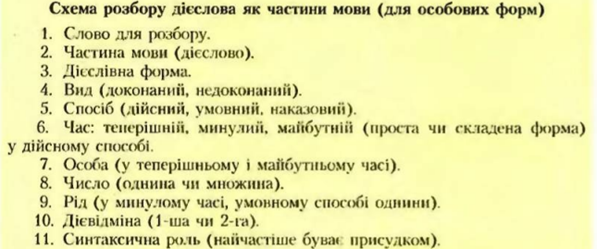 Схема розбору дієслова як частини мови (для особових форм)
1. Слово для розбору.
2. Частина мови (дієслово).
3. Дієслівна форма.
4. Вид (доконаний, недоконаний).
5. Спосіб (дійсний, умовний, наказовий).
6. Час: теперішній, минулий, майбутній (проста чи складена форма)
у дійсному способі.
7. Особа (у теперішньому і майбутньому часі).
8. Число (однина чи множина).
9. Рід (у минулому часі, умовному способі однини).
10. Дієвідміна (1-ша чи 2-га).
11. Синтаксична роль (найчастіше буває присудком).